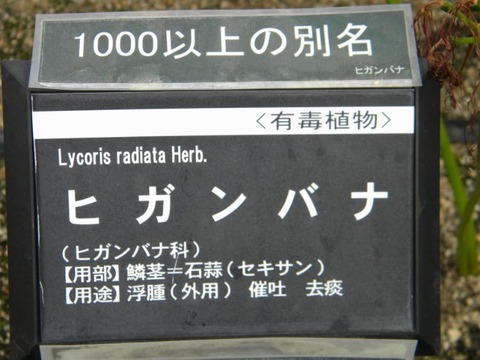 1000以上の別名
ヒガンバナ
<有毒植物>
Lycoris radiata Herb.
ヒガンバナ
(ヒガンバナ科)
【用部】鱗茎=石蒜(セキサン)
【用途】浮腫(外用) 催吐 去痰